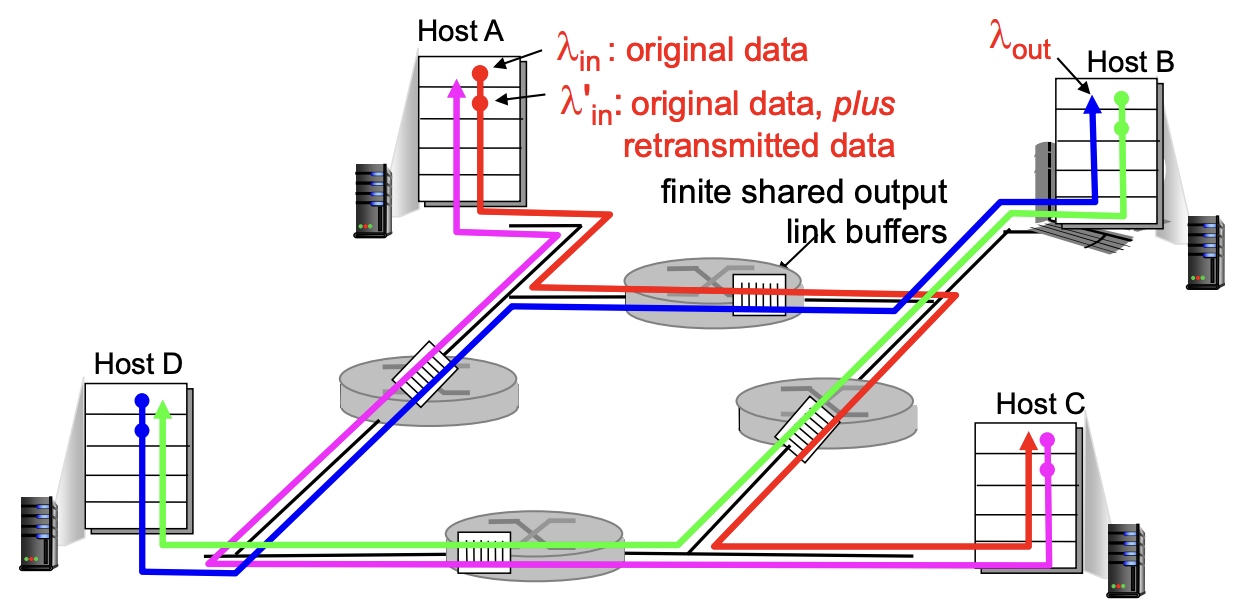 Host A
λin : original data
λ'in: original data, plus
retransmitted data
λout
Host B
finite shared output
link buffers
Host D
Host C